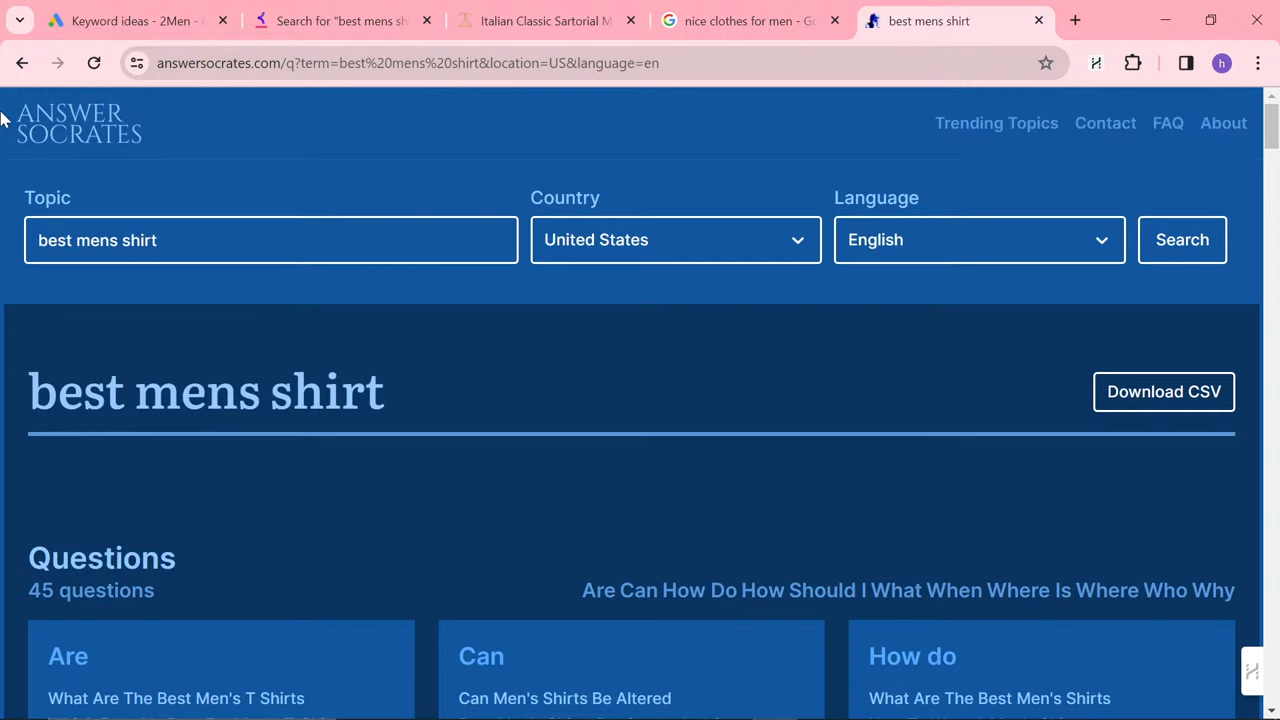 Keyword ideas - 2Men -
Search for "best mens shi
Italian Classic Sartorial M
nice clothes for men - Go
best mens shirt
answersocrates.com/q?term=best%20mens%20shirt&location=US&language=en
h
ANSWER
SOCRATES
Trending Topics
Contact
FAQ
About
Topic
Country
Language
best mens shirt
United States
English
Search
best mens shirt
Download CSV
Questions
45 questions
Are Can How Do How Should I What When Where Is Where Who Why
Are
Can
How do
What Are The Best Men's T Shirts
Can Men's Shirts Be Altered
What Are The Best Men's Shirts